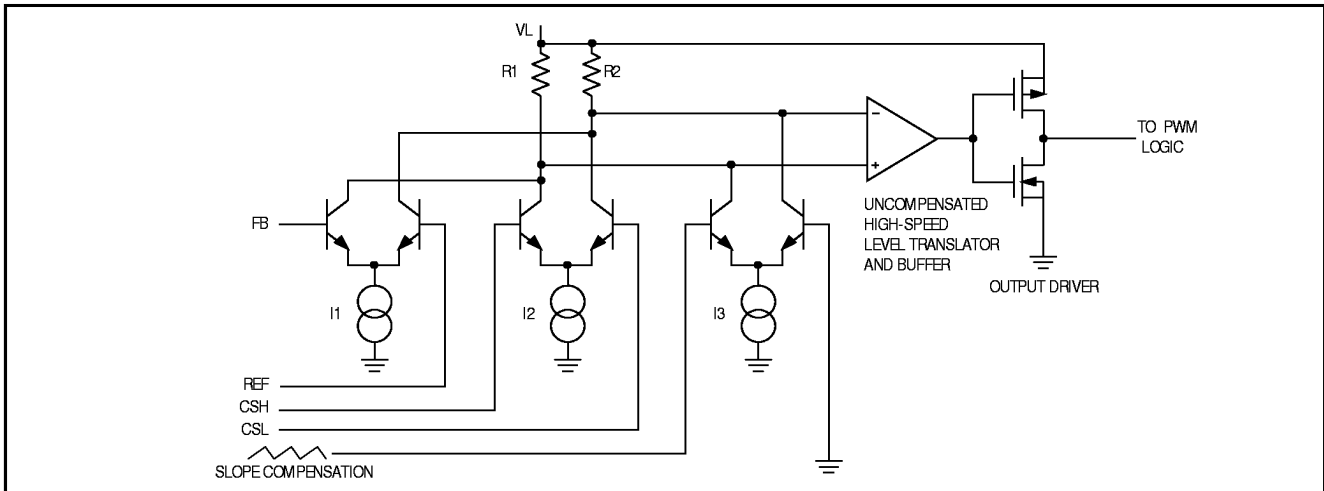 VL
R1
R2
TO PWM
LOGIC
FB
UNCOMPENSATED
HIGH-SPEED
LEVEL TRANSLATOR
AND BUFFER
OUTPUT DRIVER
I1
I2
I3
REF
CSH
CSL
SLOPE COMPENSATION